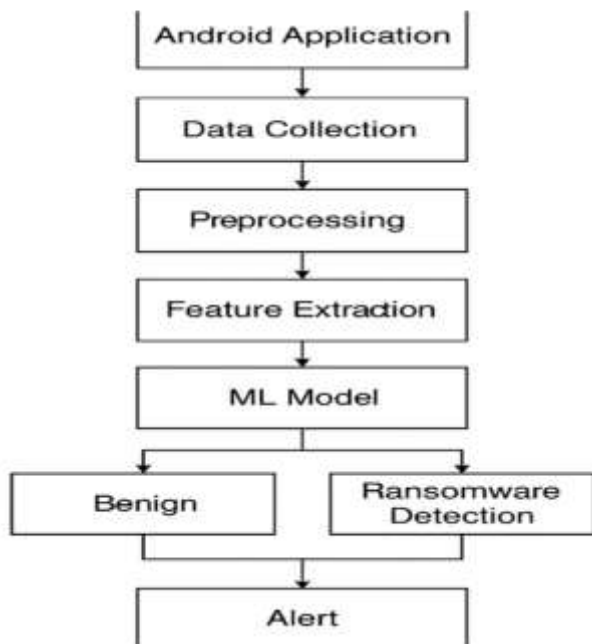 Android Application
Data Collection
Preprocessing
Feature Extraction
ML Model
Benign
Ransomware
Detection
Alert